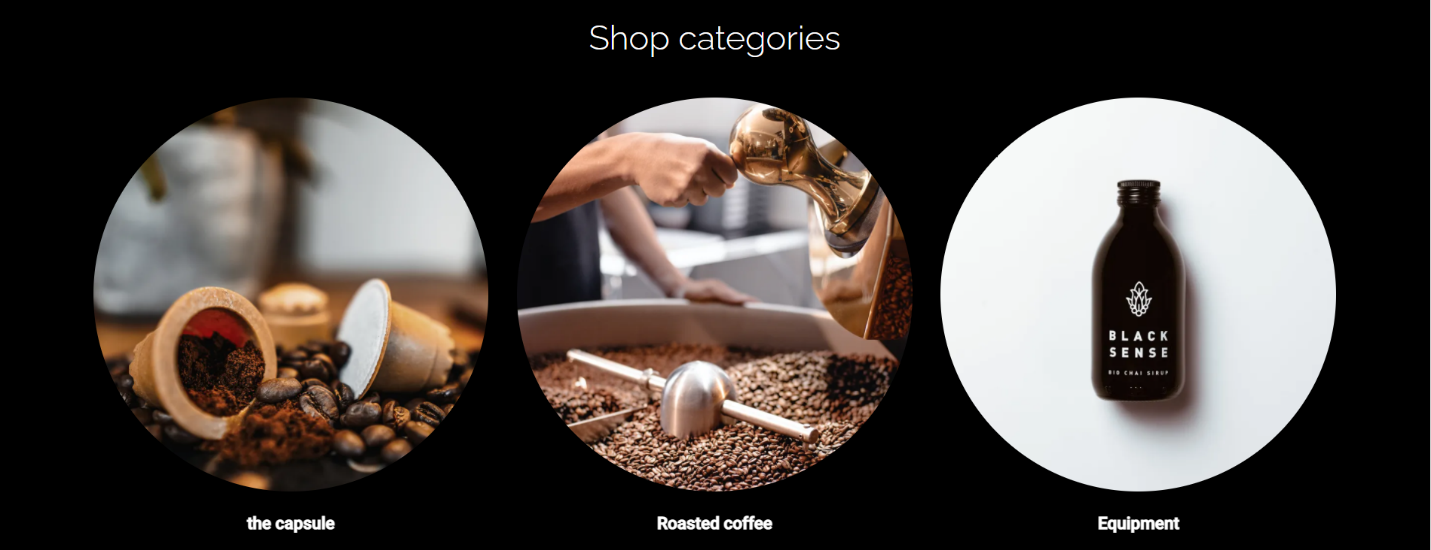 Shop categories
BLACK
SENSE
BIO CHAI SIRUP
the capsule
Roasted coffee
Equipment